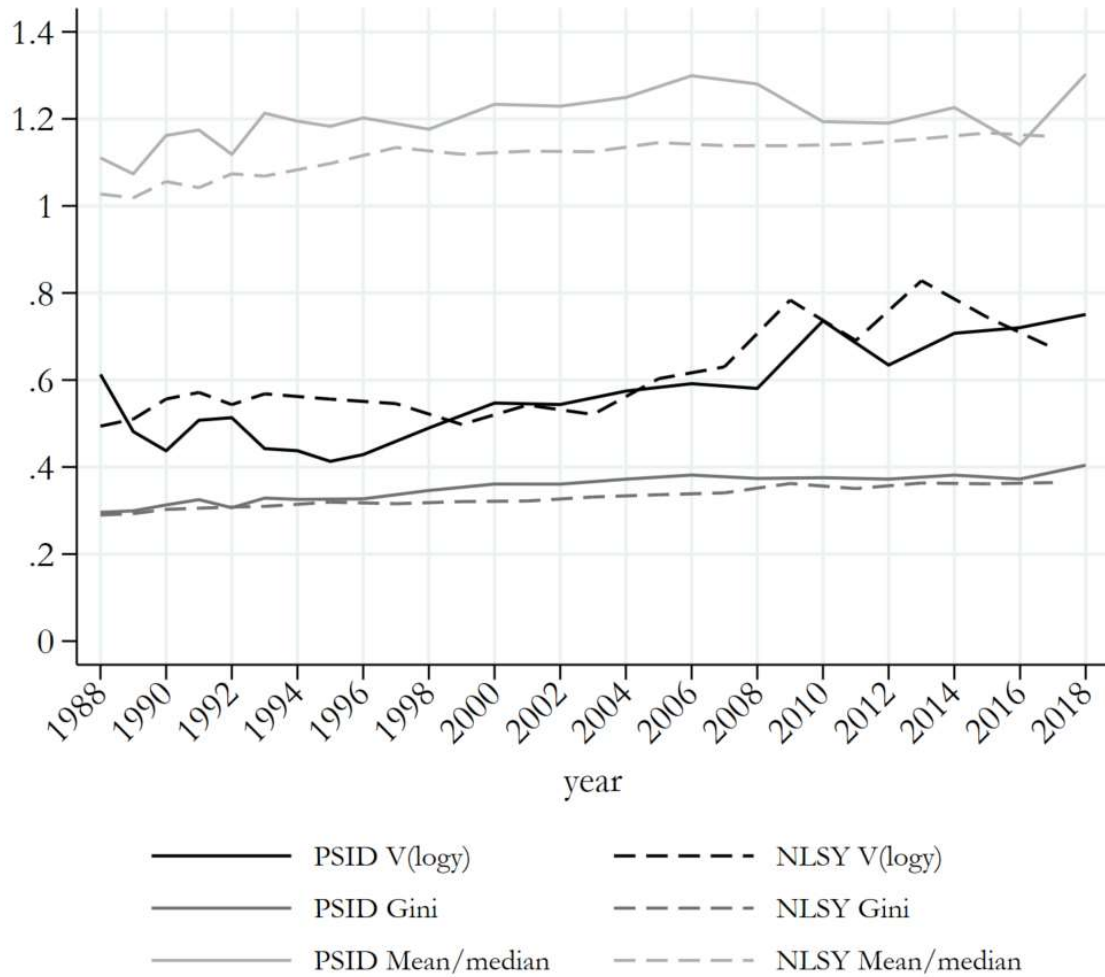 1.4
1.2
1
.8
.6
.4
.2
0
1988 1990 1992 1994 1996 1998 2000 2002 2004 2006 2008 2010 2012 2014 2016 2018
year
PSID V(logy) NLSY V(logy)
PSID Gini NLSY Gini
PSID Mean/median NLSY Mean/median